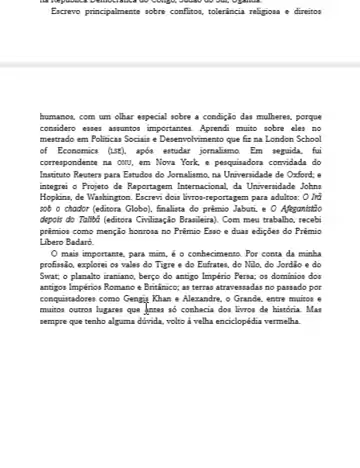 na República Democrática do Congo, Sudão do Sul, Uganda.
Escrevo principalmente sobre conflitos, tolerância religiosa e direitos
humanos, com um olhar especial sobre a condição das mulheres, porque
considero esses assuntos importantes. Aprendi muito sobre eles no
mestrado em Políticas Sociais e Desenvolvimento que fiz na London School
of Economics (LSE), após estudar jornalismo. Em seguida, fui
correspondente na ONU, em Nova York, e pesquisadora convidada do
Instituto Reuters para Estudos do Jornalismo, na Universidade de Oxford; e
integrei o Projeto de Reportagem Internacional, da Universidade Johns
Hopkins, de Washington. Escrevi dois livros-reportagem para adultos: O Irã
sob o chador (editora Globo), finalista do prêmio Jabuti, e O Afeganistão
depois do Talibã (editora Civilização Brasileira). Com meu trabalho, recebi
prêmios como menção honrosa no Prêmio Esso e duas edições do Prêmio
Líbero Badaró.
O mais importante, para mim, é o conhecimento. Por conta da minha
profissão, explorei os vales do Tigre e do Eufrates, do Nilo, do Jordão e do
Swat; o planalto iraniano, berço do antigo Império Persa; os domínios dos
antigos Impérios Romano e Britânico; as terras atravessadas no passado por
conquistadores como Gengis Khan e Alexandre, o Grande, entre muitos e
muitos outros lugares que antes só conhecia dos livros de história. Mas
sempre que tenho alguma dúvida, volto à velha enciclopédia vermelha.